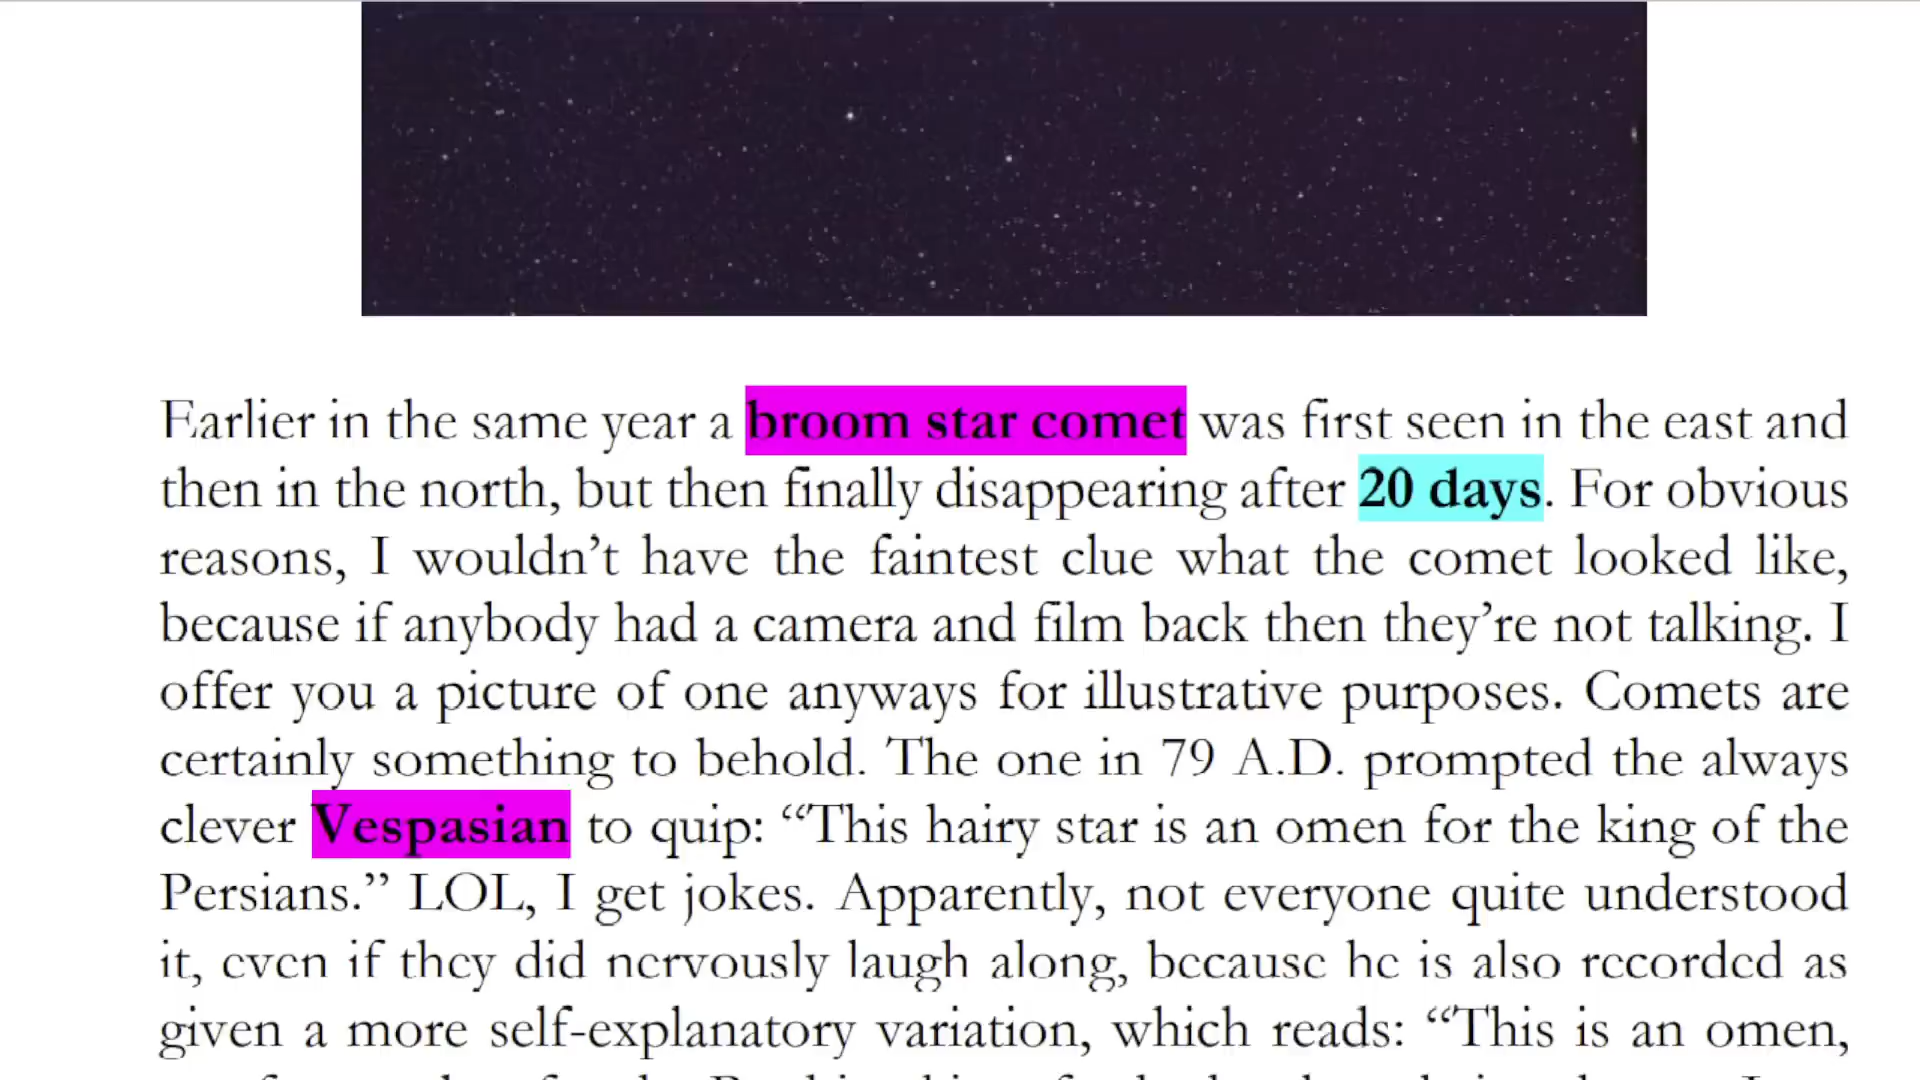 Earlier in the same year a broom star comet was first seen in the east and
then in the north, but then finally disappearing after 20 days. For obvious
reasons, I wouldn’t have the faintest clue what the comet looked like,
because if anybody had a camera and film back then they’re not talking. I
offer you a picture of one anyways for illustrative purposes. Comets are
certainly something to behold. The one in 79 A.D. prompted the always
clever Vespasian to quip: “This hairy star is an omen for the king of the
Persians.” LOL, I get jokes. Apparently, not everyone quite understood
it, even if they did nervously laugh along, because he is also recorded as
given a more self-explanatory variation, which reads: “This is an omen,